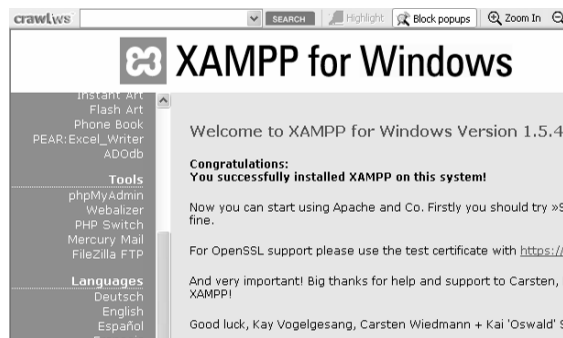 crawl.ws SEARCH Highlight Block popups Zoom In
XAMPP for Windows
Instant Art
Flash Art
Phone Book
PEAR:Excel_Writer
ADOdb
Tools
phpMyAdmin
Webalizer
PHP Switch
Mercury Mail
FileZilla FTP
Languages
Deutsch
English
Español
Welcome to XAMPP for Windows Version 1.5.4
Congratulations:
You successfully installed XAMPP on this system!
Now you can start using Apache and Co. Firstly you should try »S
fine.
For OpenSSL support please use the test certificate with https://
And very important! Big thanks for help and support to Carsten,
XAMPP!
Good luck, Kay Vogelgesang, Carsten Wiedmann + Kai 'Oswald' S